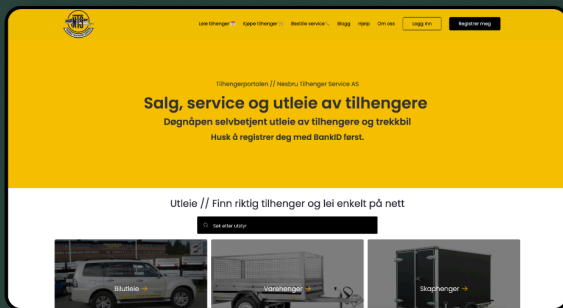 NTS
Leie tilhenger Kjøpe tilhenger Bestille service Blogg Hjelp Om oss Logg inn Registrer meg
Tilhengerportalen // Nesbru Tilhenger Service AS
Salg, service og utleie av tilhengere
Døgnåpen selvbetjent utleie av tilhengere og trekkbil
Husk å registrer deg med BankID først.
Utleie // Finn riktig tilhenger og lei enkelt på nett
Søk etter utstyr
Bilutleie → Varehenger → Skaphenger →